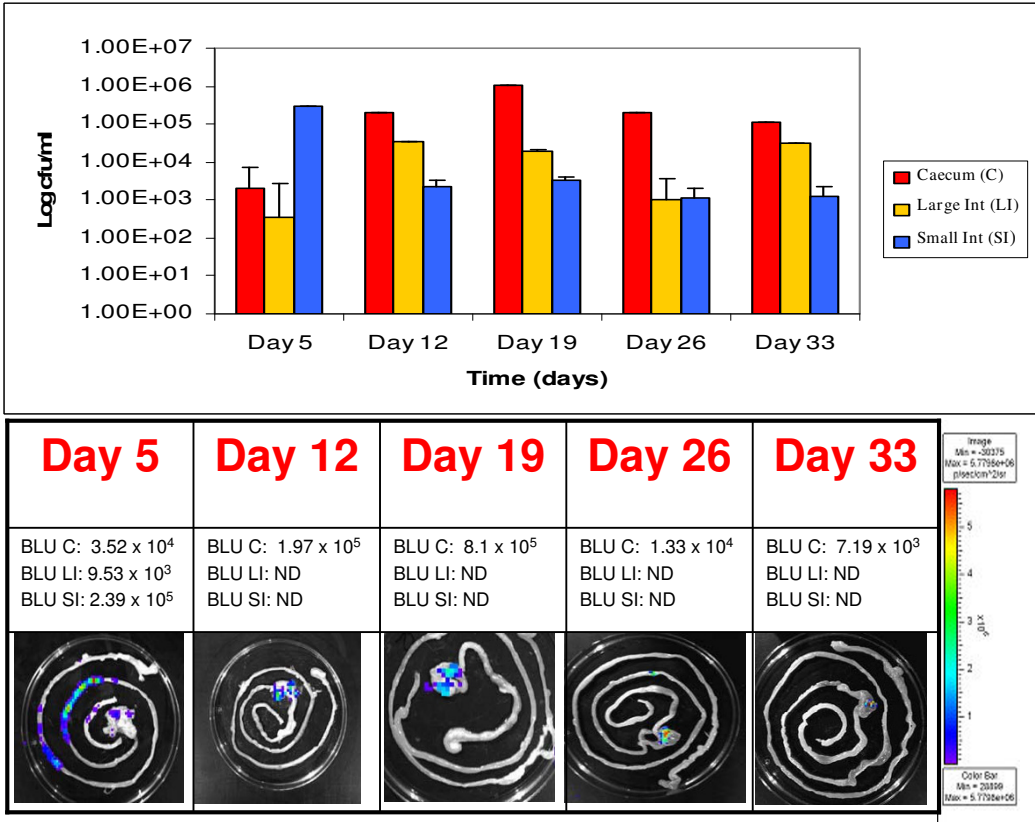 1.00E+07
1.00E+06
1.00E+05
1.00E+04
1.00E+03
1.00E+02
1.00E+01
1.00E+00
Log cfu/ml
Day 5 Day 12 Day 19 Day 26 Day 33
Time (days)
Caecum (C)
Large Int (LI)
Small Int (SI)
Day 5 Day 12 Day 19 Day 26 Day 33
BLU C: 3.52 x 10⁴
BLU LI: 9.53 x 10³
BLU SI: 2.39 x 10⁵
BLU C: 1.97 x 10⁵
BLU LI: ND
BLU SI: ND
BLU C: 8.1 x 10⁵
BLU LI: ND
BLU SI: ND
BLU C: 1.33 x 10⁴
BLU LI: ND
BLU SI: ND
BLU C: 7.19 x 10³
BLU LI: ND
BLU SI: ND
Image
Min = -30375
Max = 5.7798e+06
p/sec/cm^2/sr
5
4
3
2
1
Color Bar
Min = 28899
Max = 5.7798e+06